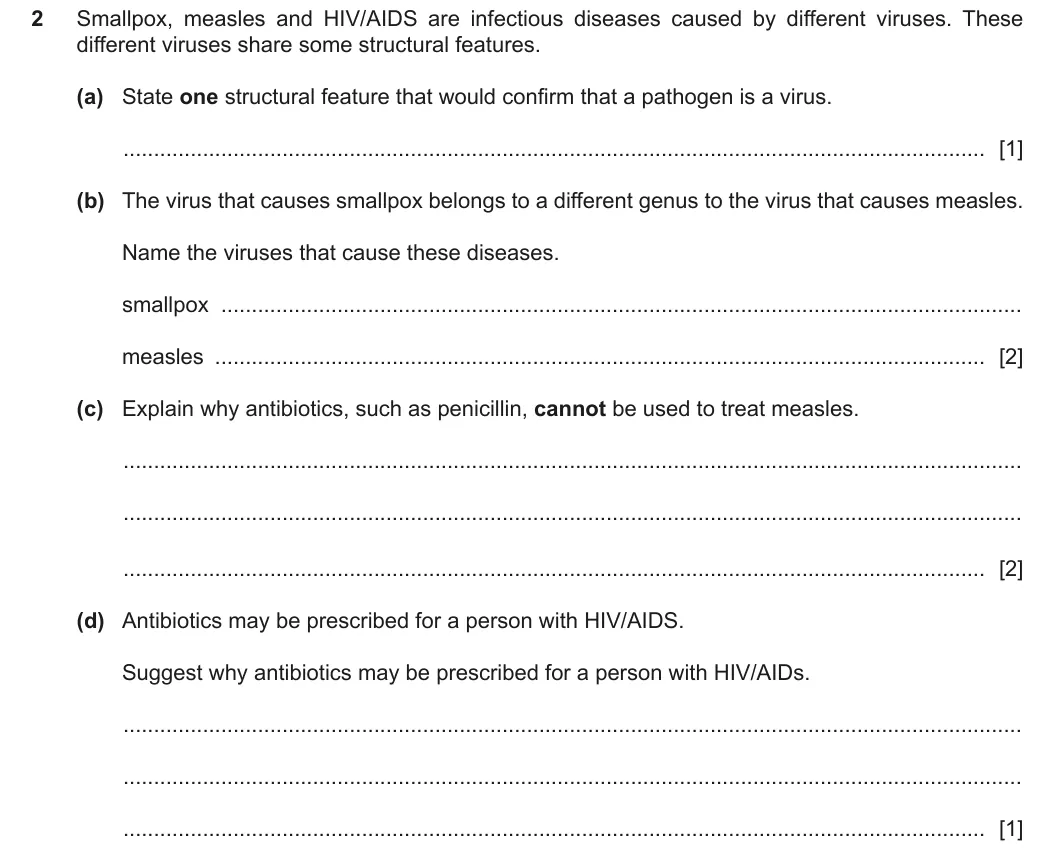 2 Smallpox, measles and HIV/AIDS are infectious diseases caused by different viruses. These
different viruses share some structural features.
(a) State one structural feature that would confirm that a pathogen is a virus.
[1]
(b) The virus that causes smallpox belongs to a different genus to the virus that causes measles.
Name the viruses that cause these diseases.
smallpox
measles [2]
(c) Explain why antibiotics, such as penicillin, cannot be used to treat measles.
[2]
(d) Antibiotics may be prescribed for a person with HIV/AIDS.
Suggest why antibiotics may be prescribed for a person with HIV/AIDs.
[1]